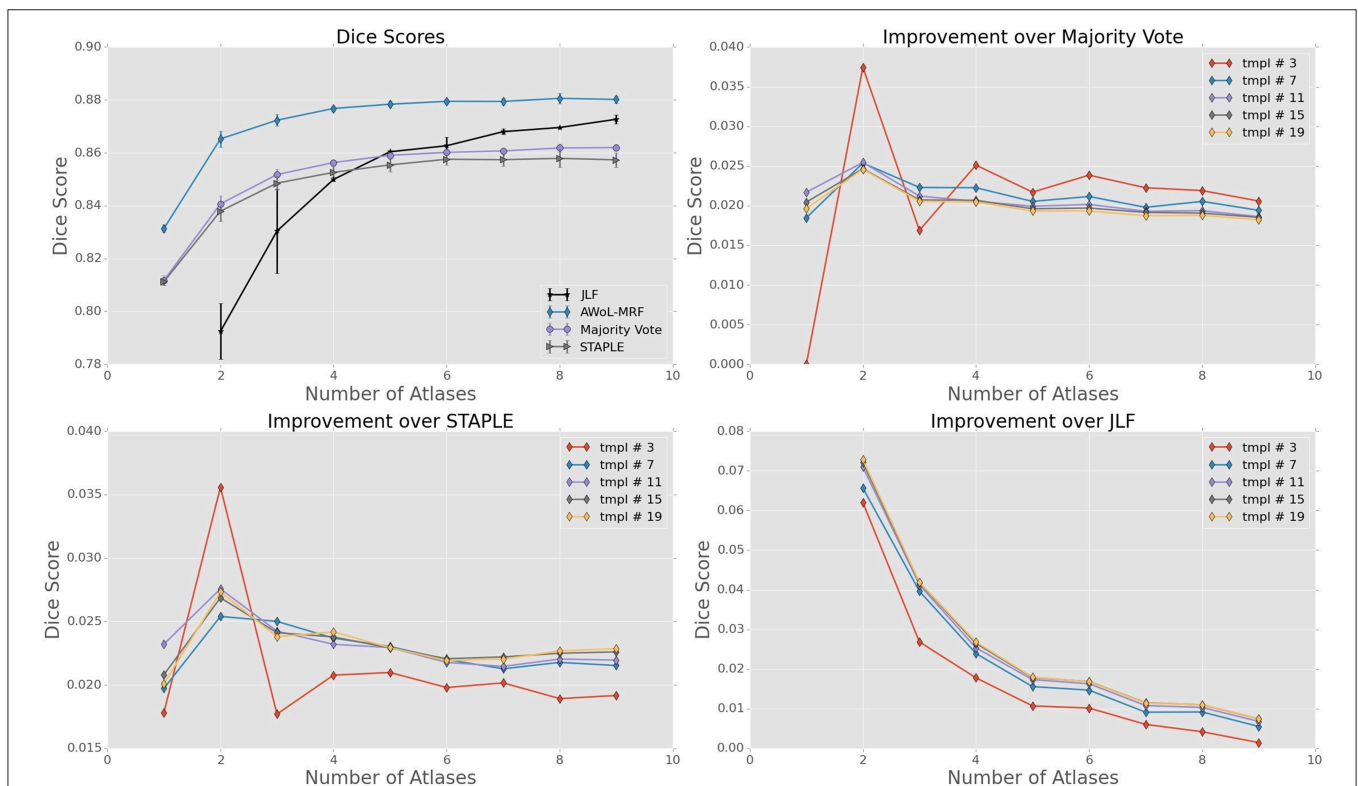 Dice Scores
0.90
0.88
0.86
0.84
0.82
0.80
0.78
Dice Score
0 2 4 6 8 10
Number of Atlases
JLF
AWoL-MRF
Majority Vote
STAPLE
Improvement over Majority Vote
0.040
0.035
0.030
0.025
0.020
0.015
0.010
0.005
0.000
Dice Score
0 2 4 6 8 10
Number of Atlases
tmpl # 3
tmpl # 7
tmpl # 11
tmpl # 15
tmpl # 19
Improvement over STAPLE
0.040
0.035
0.030
0.025
0.020
0.015
Dice Score
0 2 4 6 8 10
Number of Atlases
tmpl # 3
tmpl # 7
tmpl # 11
tmpl # 15
tmpl # 19
Improvement over JLF
0.08
0.07
0.06
0.05
0.04
0.03
0.02
0.01
0.00
Dice Score
0 2 4 6 8 10
Number of Atlases
tmpl # 3
tmpl # 7
tmpl # 11
tmpl # 15
tmpl # 19